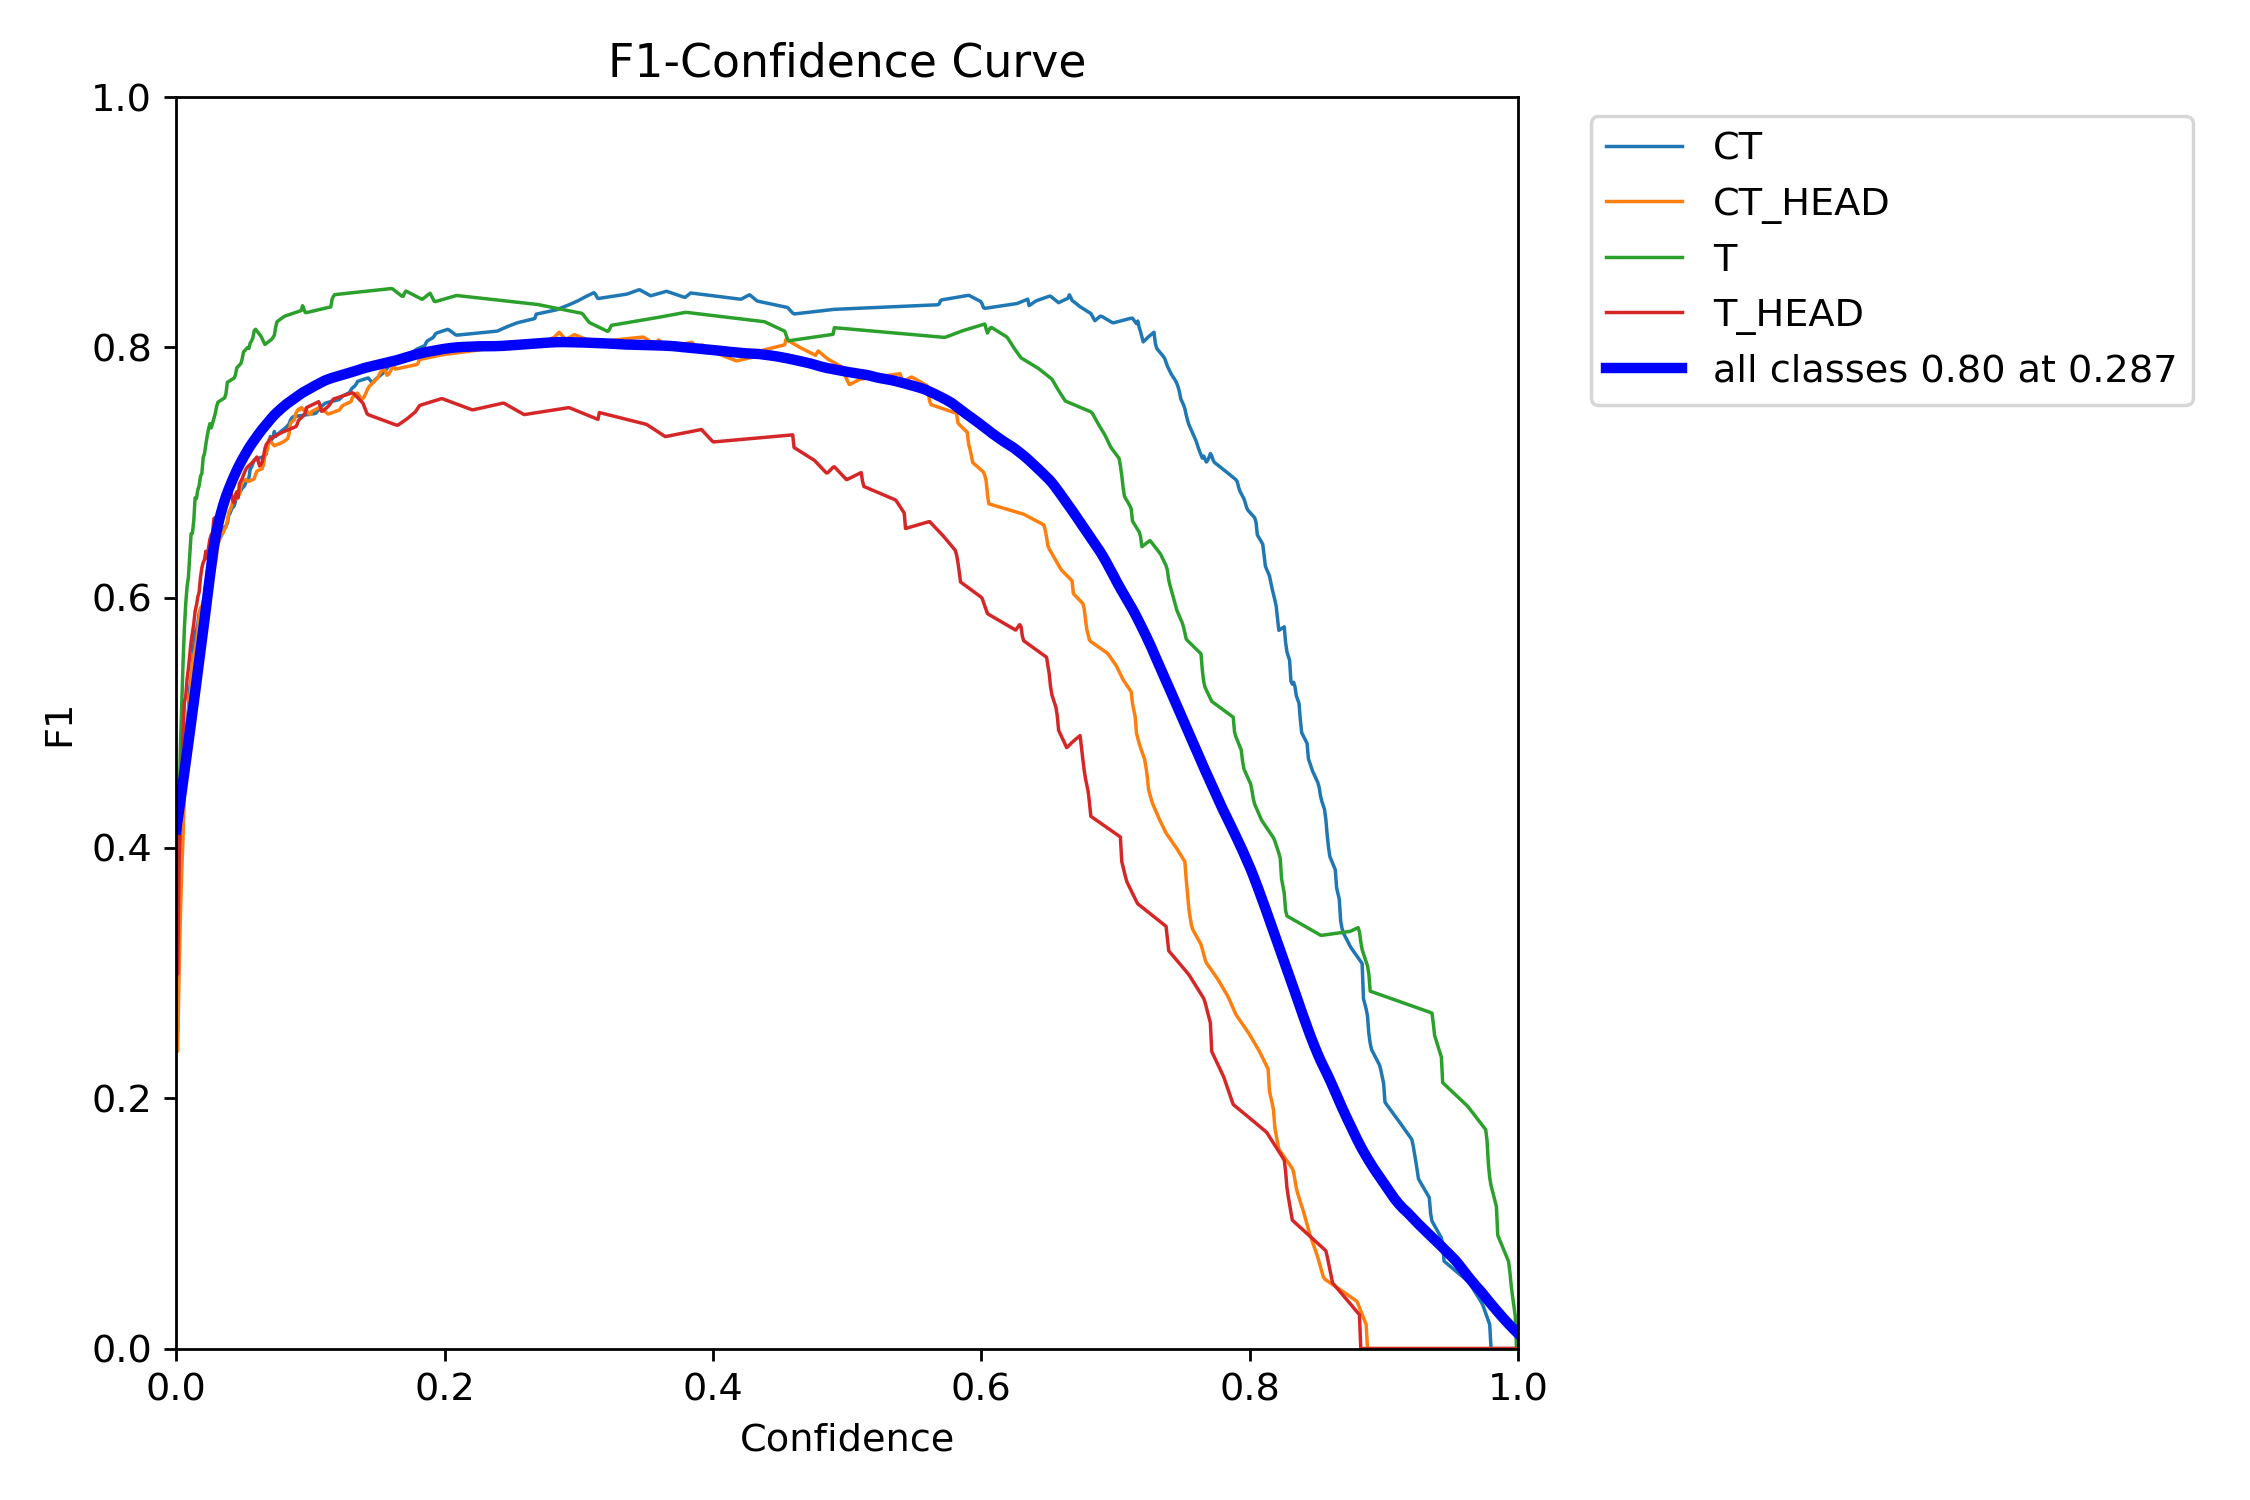 F1-Confidence Curve
1.0
0.8
0.6
0.4
0.2
0.0
F1
0.0 0.2 0.4 0.6 0.8 1.0
Confidence
CT
CT_HEAD
T
T_HEAD
all classes 0.80 at 0.287